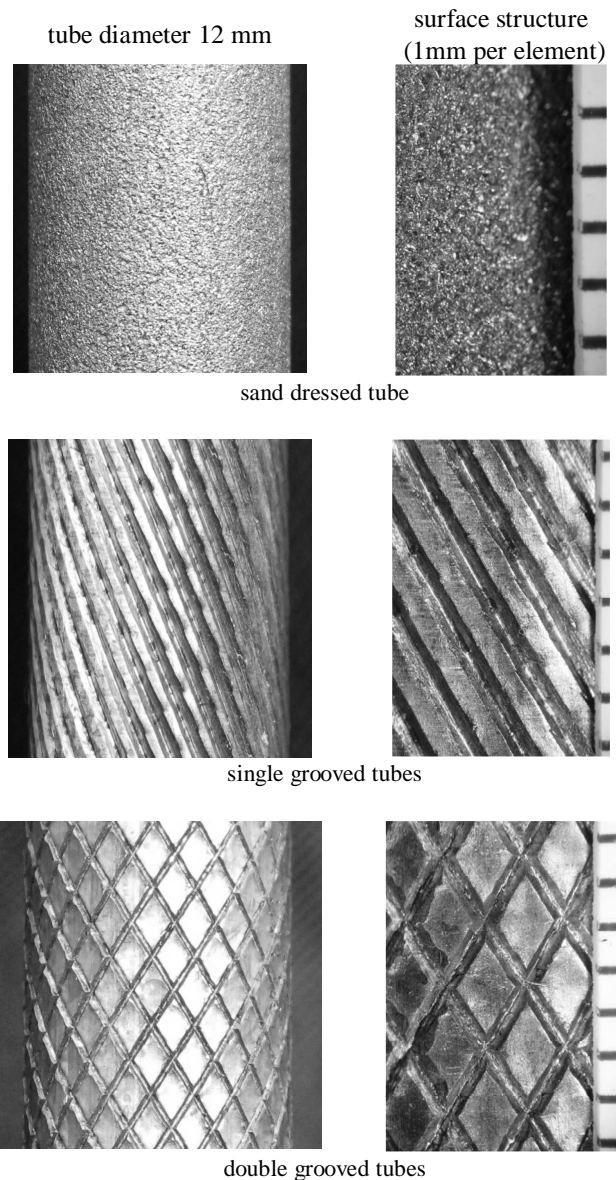 tube diameter 12 mm
surface structure
(1mm per element)
sand dressed tube
single grooved tubes
double grooved tubes